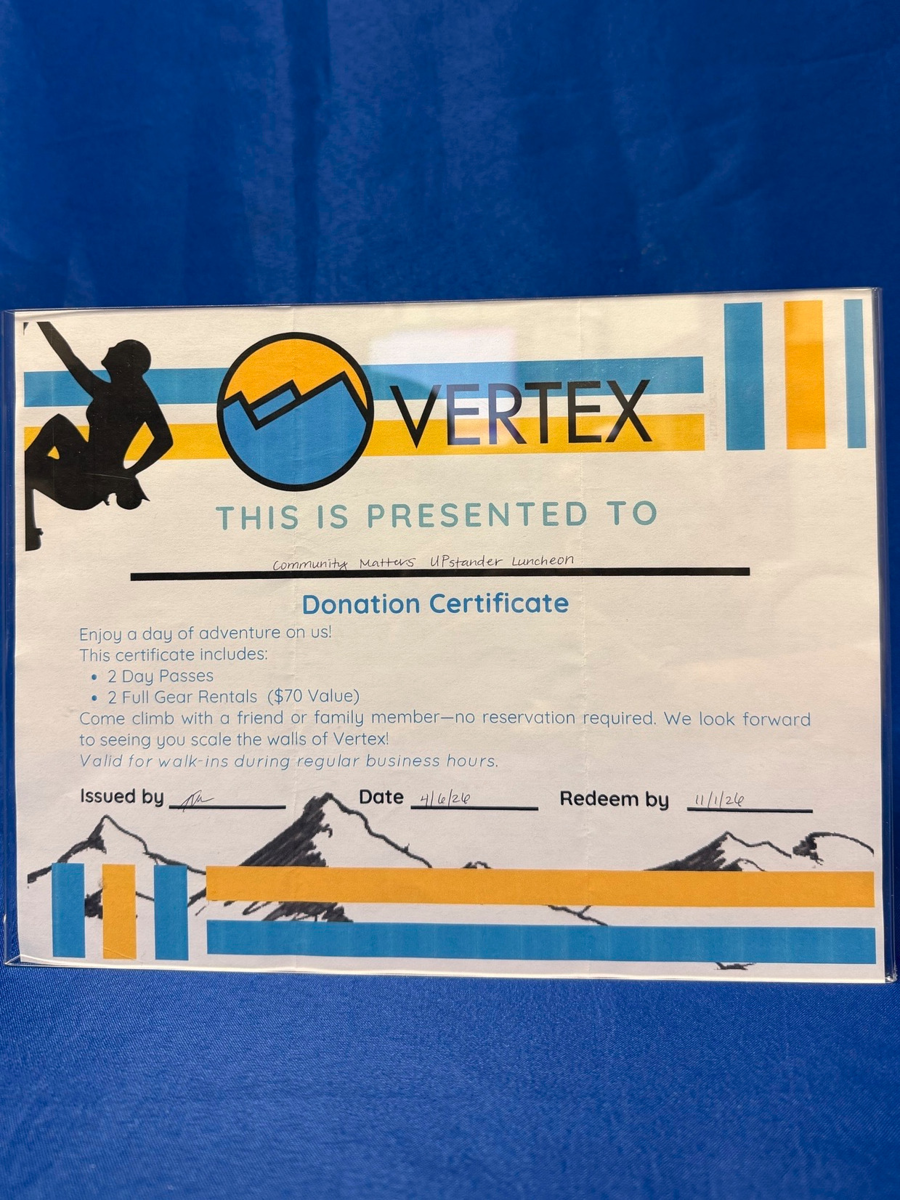 VERTEX
THIS IS PRESENTED TO
Community Matters UPstander Luncheon
Donation Certificate
Enjoy a day of adventure on us!
This certificate includes:
• 2 Day Passes
• 2 Full Gear Rentals ($70 Value)
Come climb with a friend or family member—no reservation required. We look forward
to seeing you scale the walls of Vertex!
Valid for walk-ins during regular business hours.
Issued by Date 4/6/26 Redeem by 11/1/26